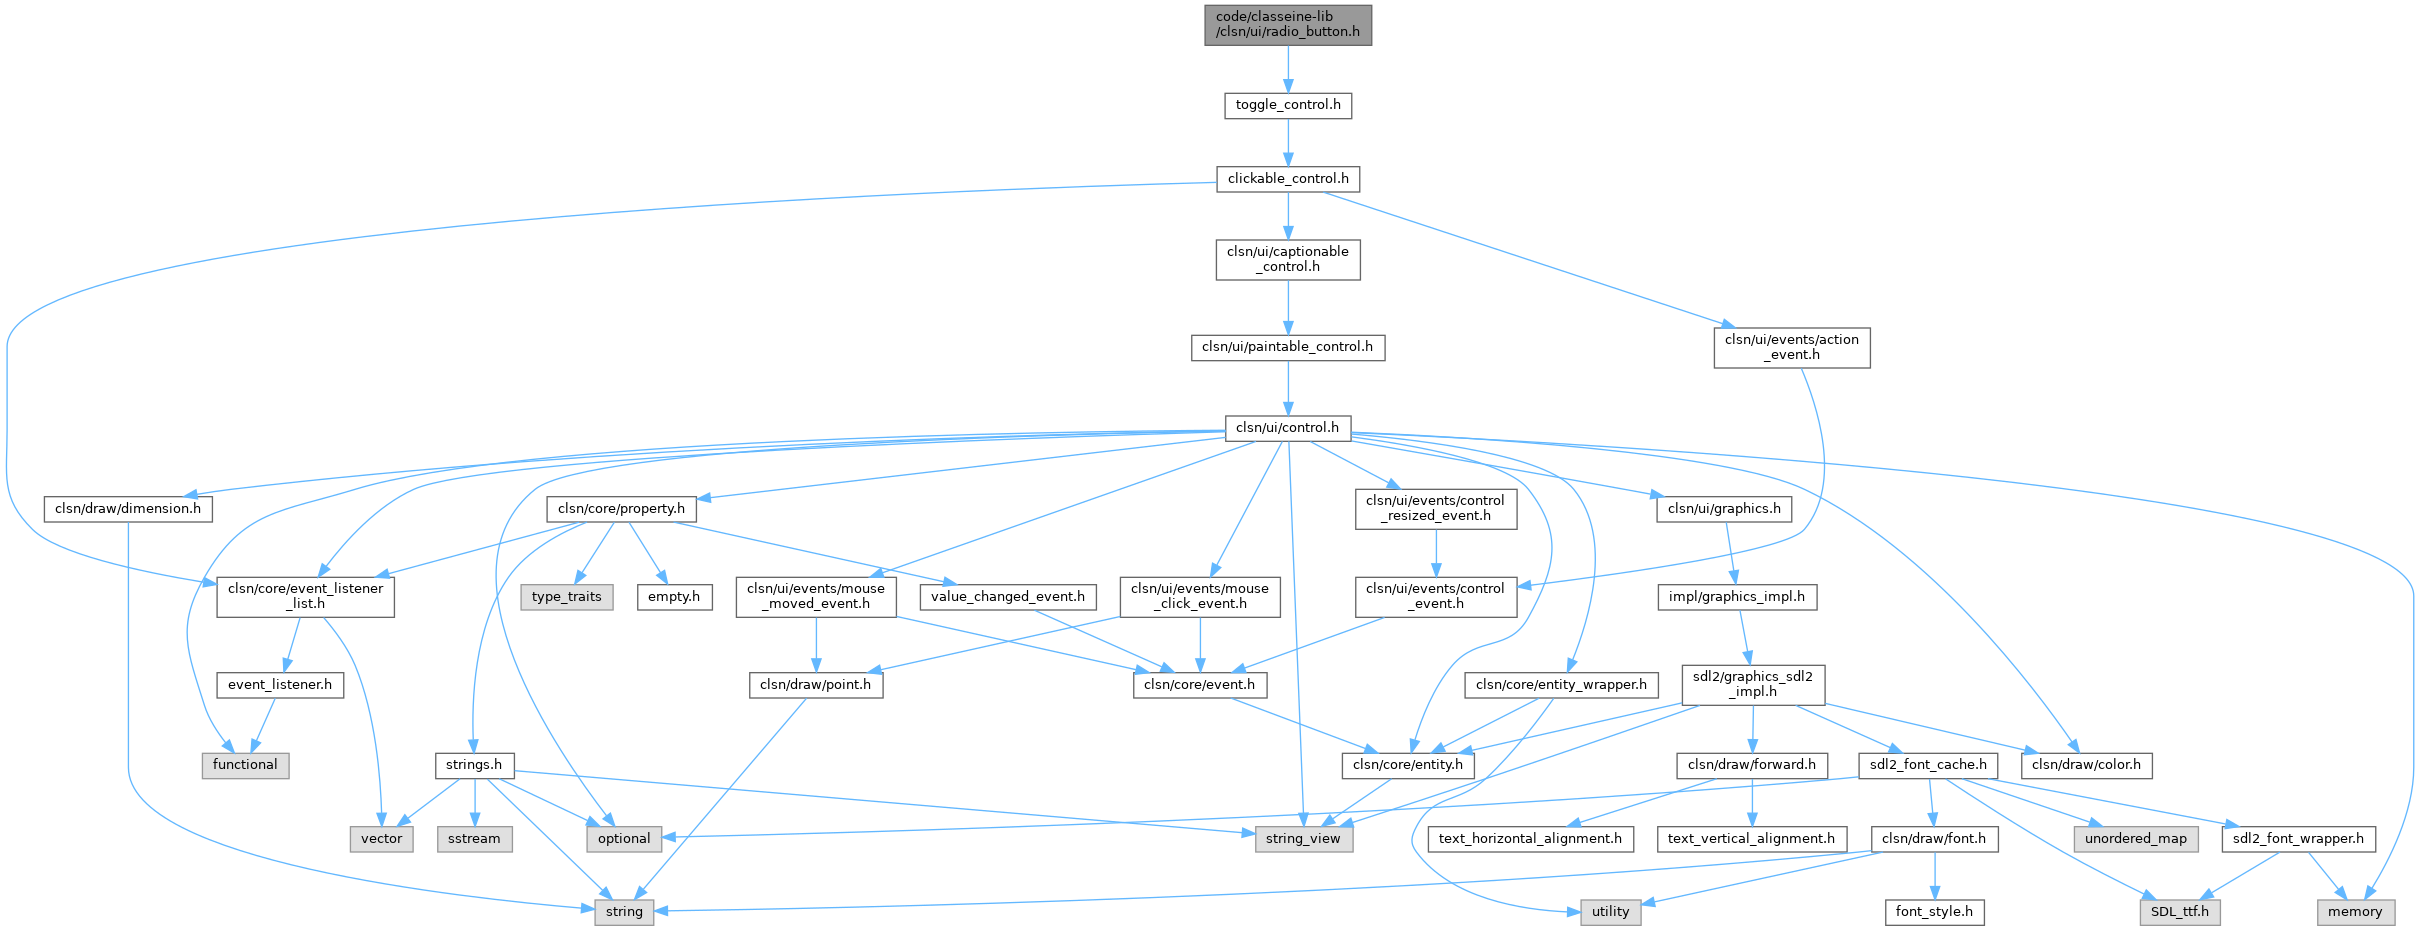 code/classeine-lib
/clsn/ui/radio_button.h
toggle_control.h
clickable_control.h
clsn/ui/captionable
_control.h
clsn/ui/paintable_control.h
clsn/ui/events/action
_event.h
clsn/ui/control.h
clsn/draw/dimension.h
clsn/core/property.h
clsn/ui/events/control
_resized_event.h
clsn/ui/graphics.h
clsn/core/event_listener
_list.h
type_traits
empty.h
clsn/ui/events/mouse
_moved_event.h
value_changed_event.h
clsn/ui/events/mouse
_click_event.h
clsn/ui/events/control
_event.h
impl/graphics_impl.h
event_listener.h
clsn/draw/point.h
clsn/core/event.h
clsn/core/entity_wrapper.h
sdl2/graphics_sdl2
_impl.h
functional
strings.h
clsn/core/entity.h
clsn/draw/forward.h
sdl2_font_cache.h
clsn/draw/color.h
vector
sstream
optional
string_view
text_horizontal_alignment.h
text_vertical_alignment.h
clsn/draw/font.h
unordered_map
sdl2_font_wrapper.h
string
utility
font_style.h
SDL_ttf.h
memory